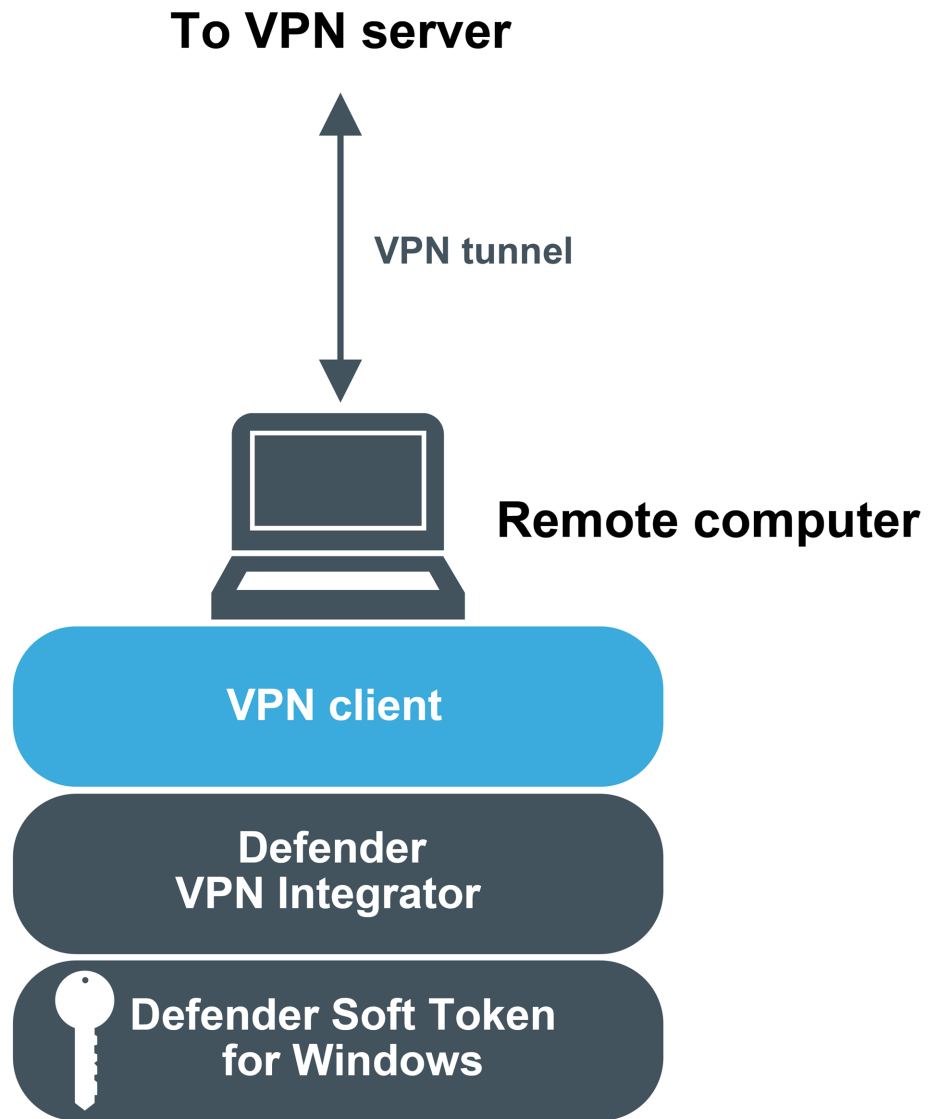 To VPN server
VPN tunnel
Remote computer
VPN client
Defender
VPN Integrator
Defender Soft Token
for Windows